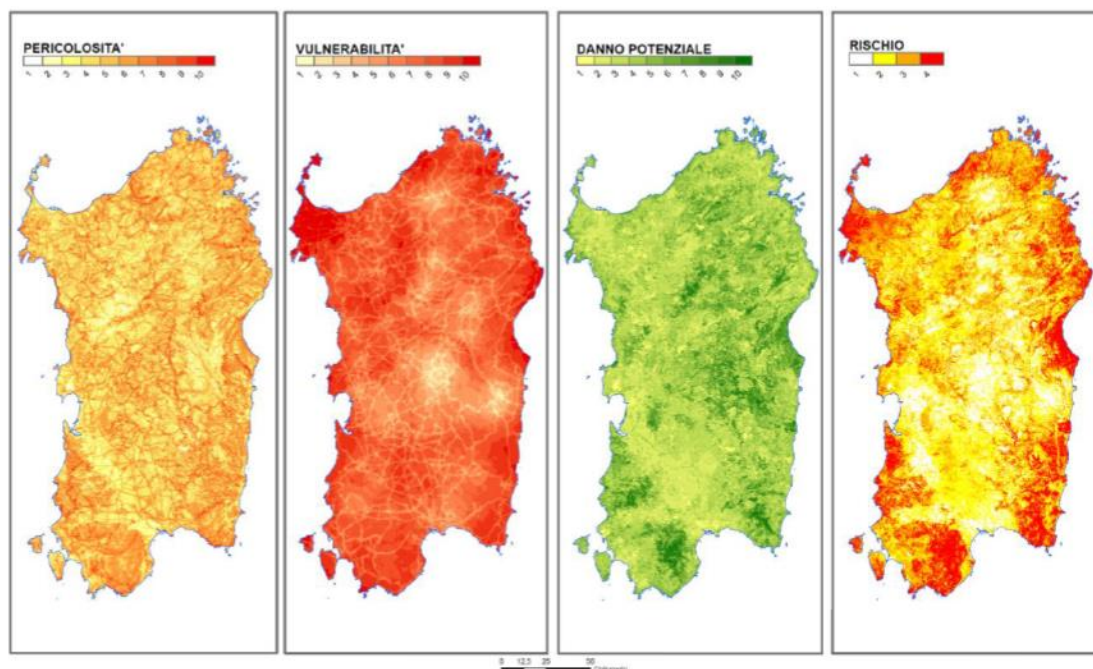 PERICOLOSITA'
1 2 3 4 5 6 7 8 9 10
VULNERABILITA'
1 2 3 4 5 6 7 8 9 10
DANNO POTENZIALE
1 2 3 4 5 6 7 8 9 10
RISCHIO
1 2 3 4
0 12,5 25 50